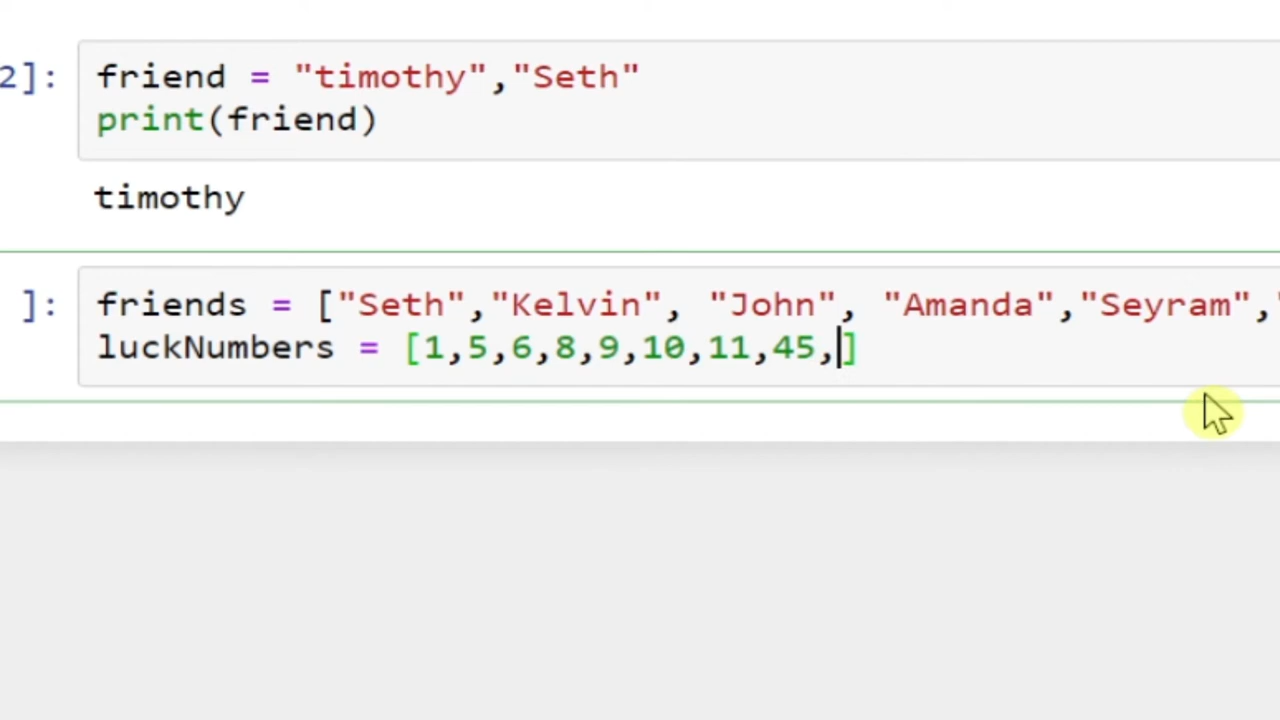 2]: friend = "timothy","Seth"
print(friend)
timothy
]: friends = ["Seth","Kelvin", "John", "Amanda","Seyram","
luckNumbers = [1,5,6,8,9,10,11,45,]